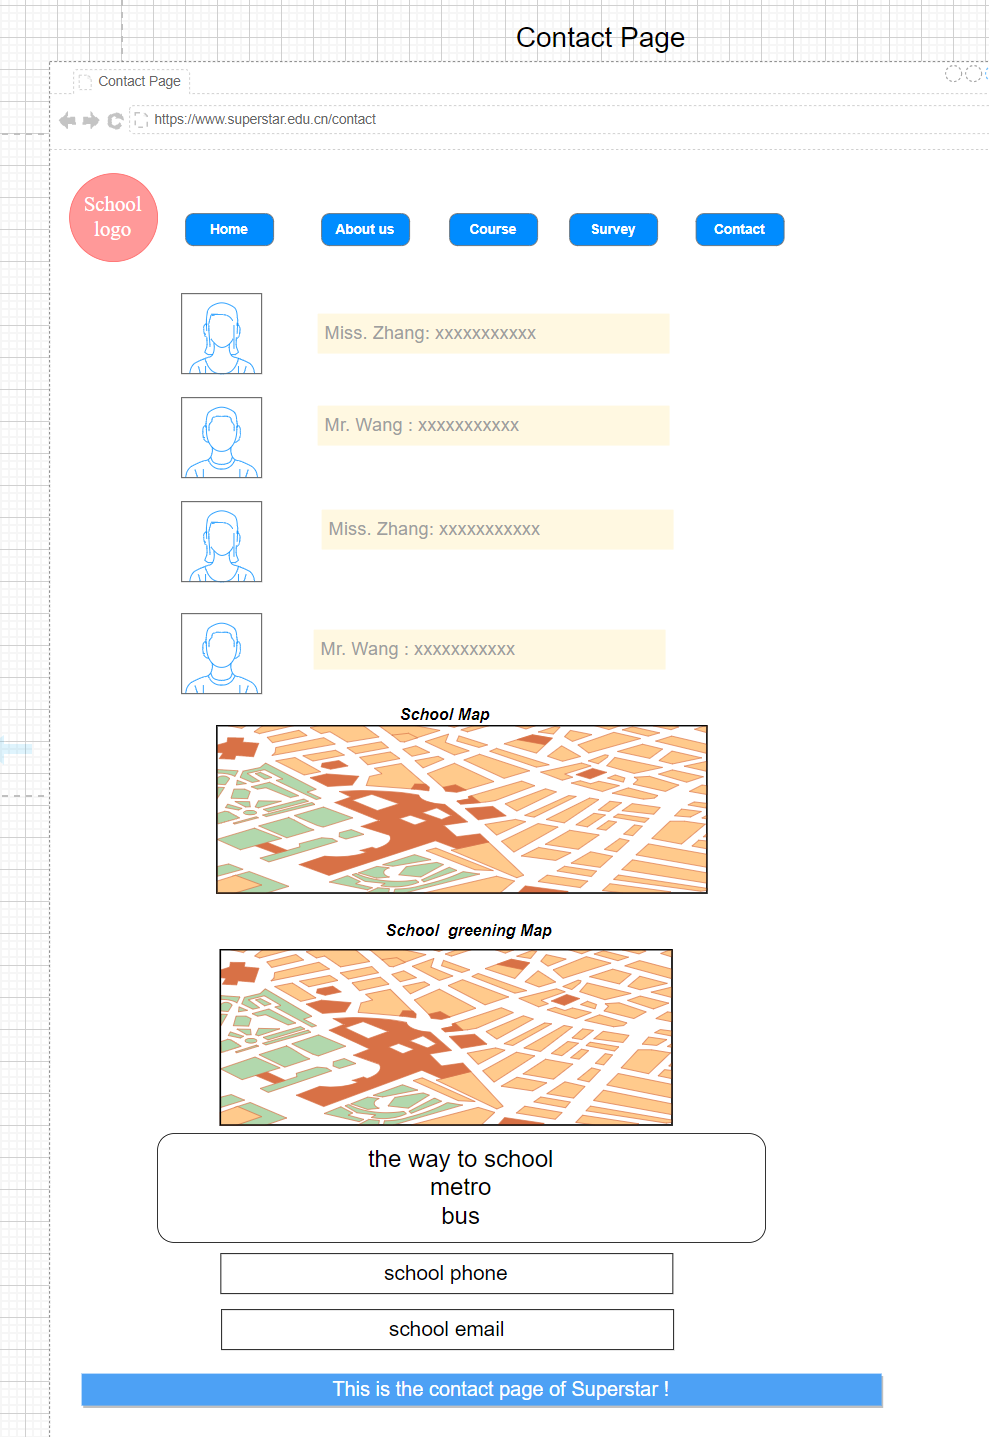 Contact Page
Contact Page
https://www.superstar.edu.cn/contact
School
logo
Home
About us
Course
Survey
Contact
Miss. Zhang: xxxxxxxxxxx
Mr. Wang : xxxxxxxxxxx
Miss. Zhang: xxxxxxxxxxx
Mr. Wang : xxxxxxxxxxx
School Map
School  greening Map
the way to school
metro
bus
school phone
school email
This is the contact page of Superstar !